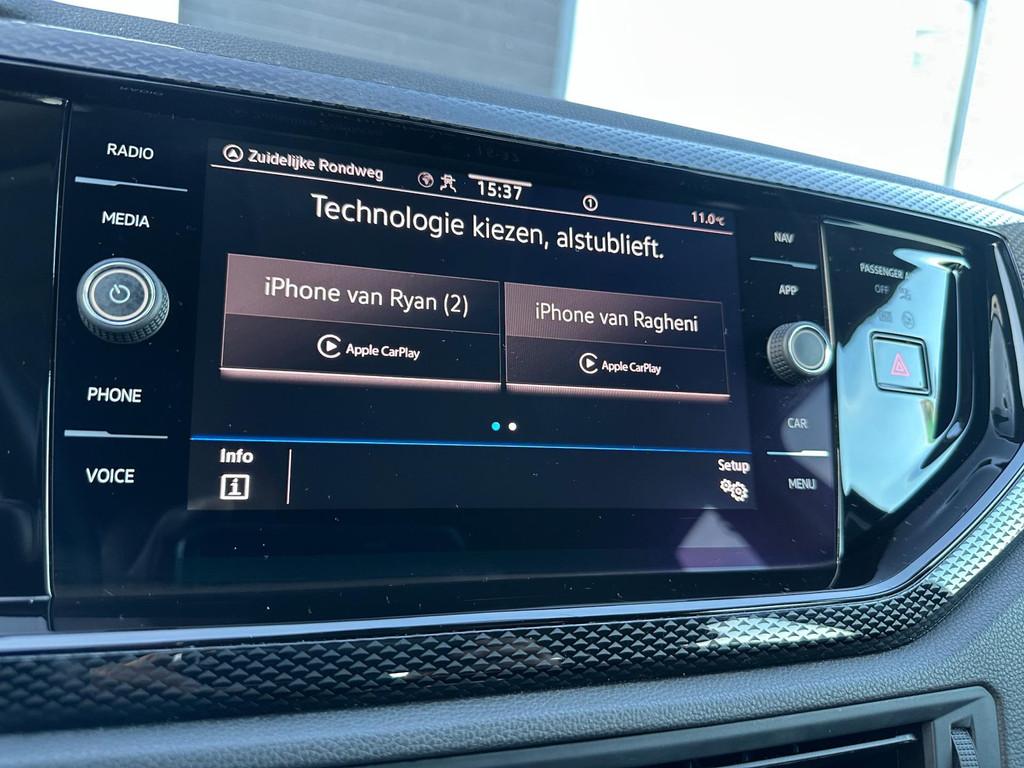 RADIO
MEDIA
PHONE
VOICE
Zuidelijke Rondweg
15:37
1
11.0°C
Technologie kiezen, alstublieft.
iPhone van Ryan (2)
Apple CarPlay
iPhone van Ragheni
Apple CarPlay
Info
i
Setup
NAV
APP
CAR
MENU
PASSENGER
OFF